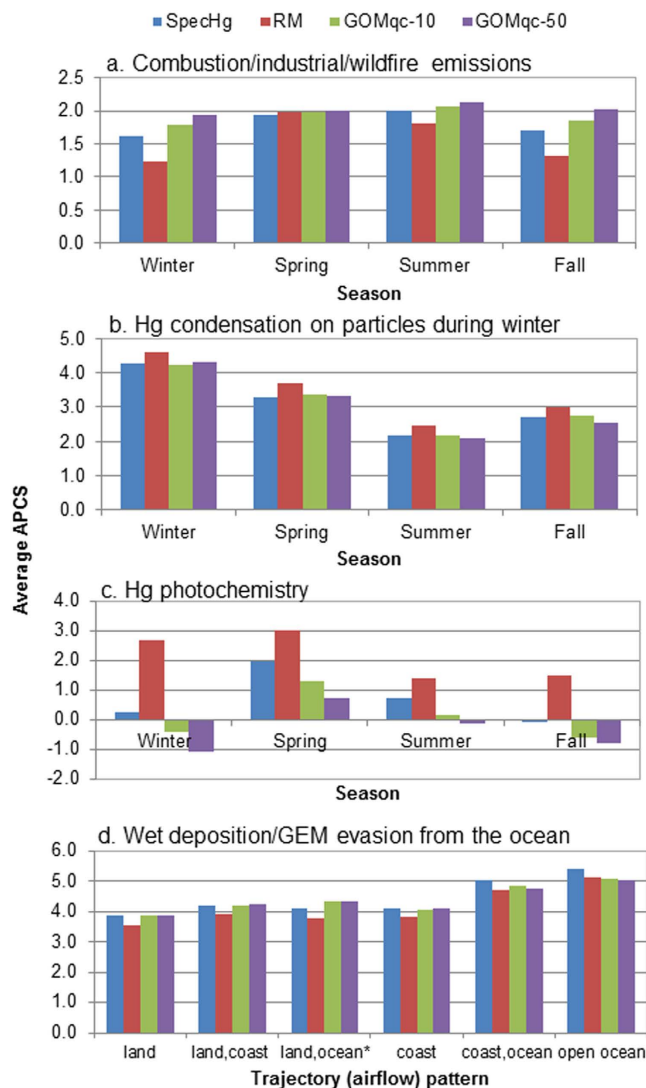 SpecHg RM GOMqc-10 GOMqc-50
a. Combustion/industrial/wildfire emissions
2.5
2.0
1.5
1.0
0.5
0.0
Winter Spring Summer Fall
Season
b. Hg condensation on particles during winter
5.0
4.0
3.0
2.0
1.0
0.0
Winter Spring Summer Fall
Season
Average APCS
c. Hg photochemistry
4.0
3.0
2.0
1.0
0.0
-1.0
-2.0
Winter Spring Summer Fall
Season
d. Wet deposition/GEM evasion from the ocean
6.0
5.0
4.0
3.0
2.0
1.0
0.0
land land,coast land,ocean* coast coast,ocean open ocean
Trajectory (airflow) pattern